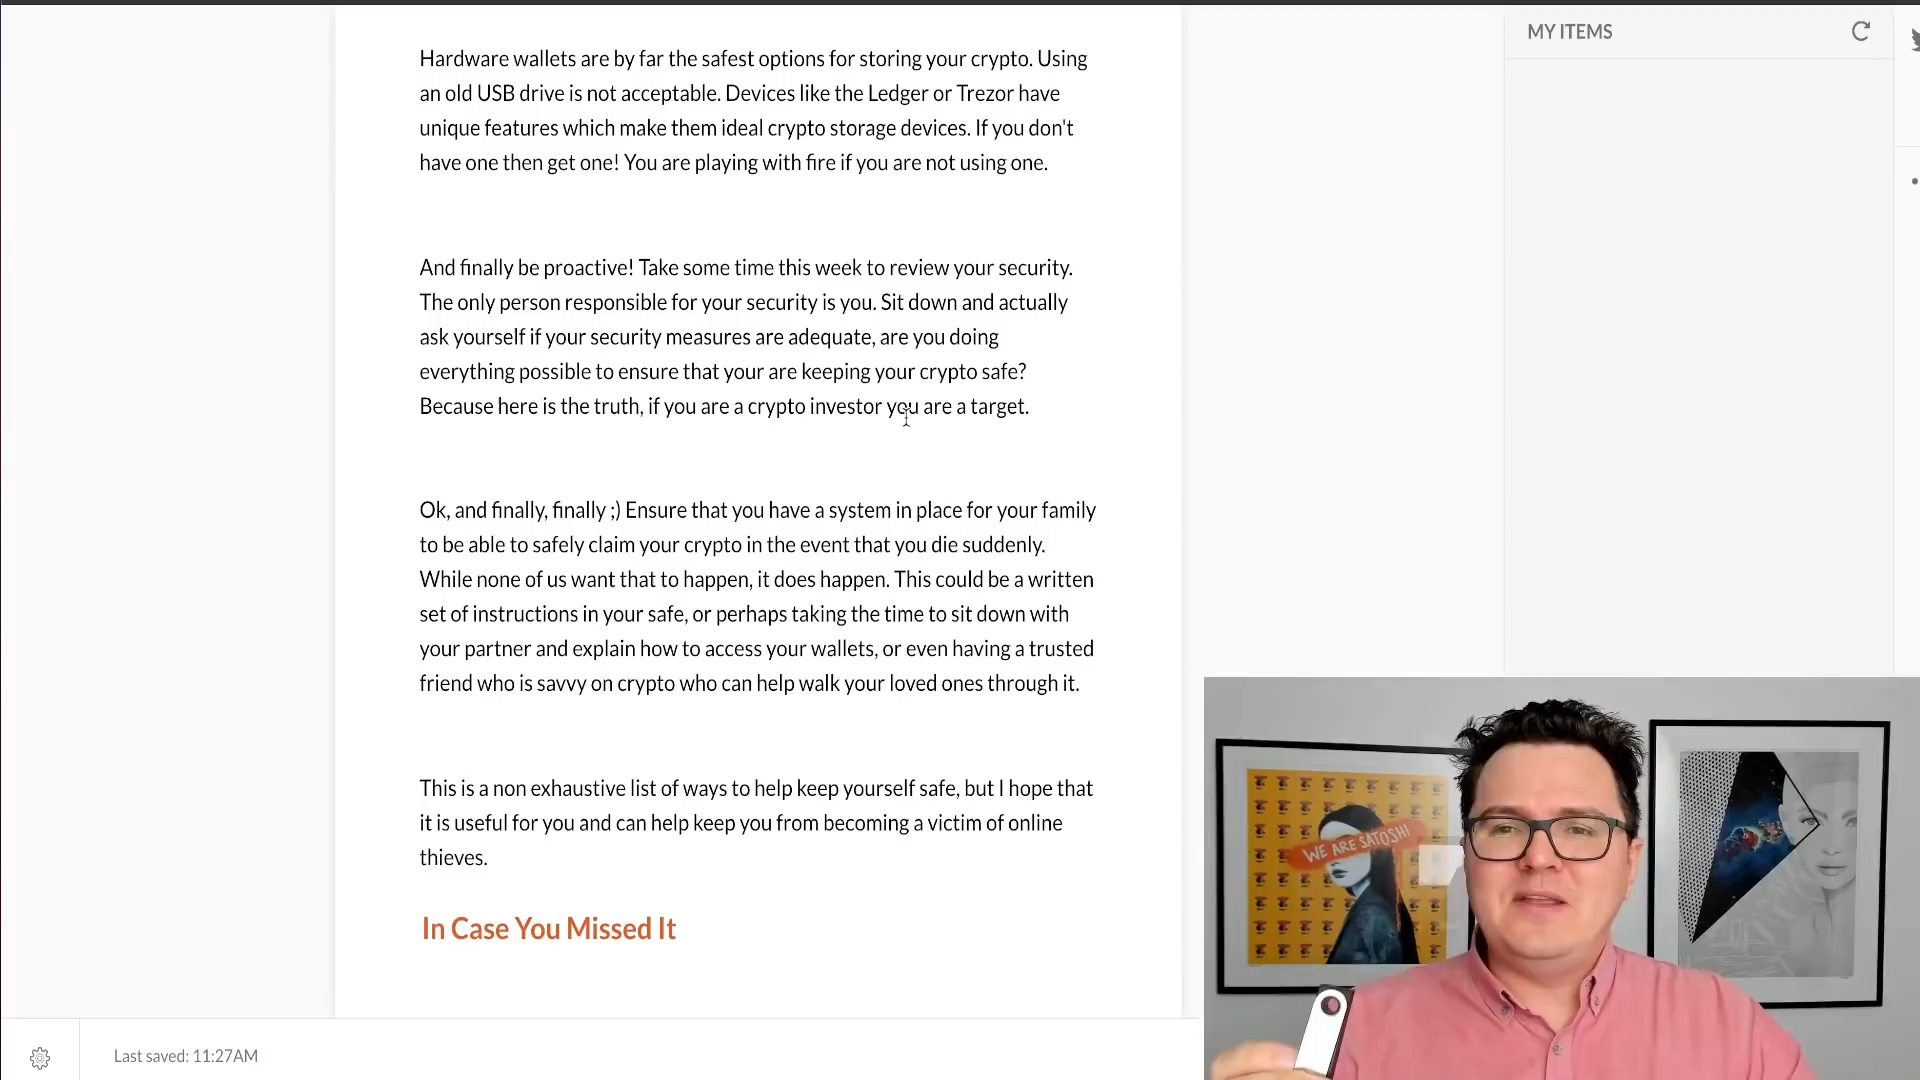 MY ITEMS
Hardware wallets are by far the safest options for storing your crypto. Using
an old USB drive is not acceptable. Devices like the Ledger or Trezor have
unique features which make them ideal crypto storage devices. If you don't
have one then get one! You are playing with fire if you are not using one.
And finally be proactive! Take some time this week to review your security.
The only person responsible for your security is you. Sit down and actually
ask yourself if your security measures are adequate, are you doing
everything possible to ensure that your are keeping your crypto safe?
Because here is the truth, if you are a crypto investor you are a target.
Ok, and finally, finally ;) Ensure that you have a system in place for your family
to be able to safely claim your crypto in the event that you die suddenly.
While none of us want that to happen, it does happen. This could be a written
set of instructions in your safe, or perhaps taking the time to sit down with
your partner and explain how to access your wallets, or even having a trusted
friend who is savvy on crypto who can help walk your loved ones through it.
This is a non exhaustive list of ways to help keep yourself safe, but I hope that
it is useful for you and can help keep you from becoming a victim of online
thieves.
In Case You Missed It
WE ARE SATOSHI
Last saved: 11:27AM